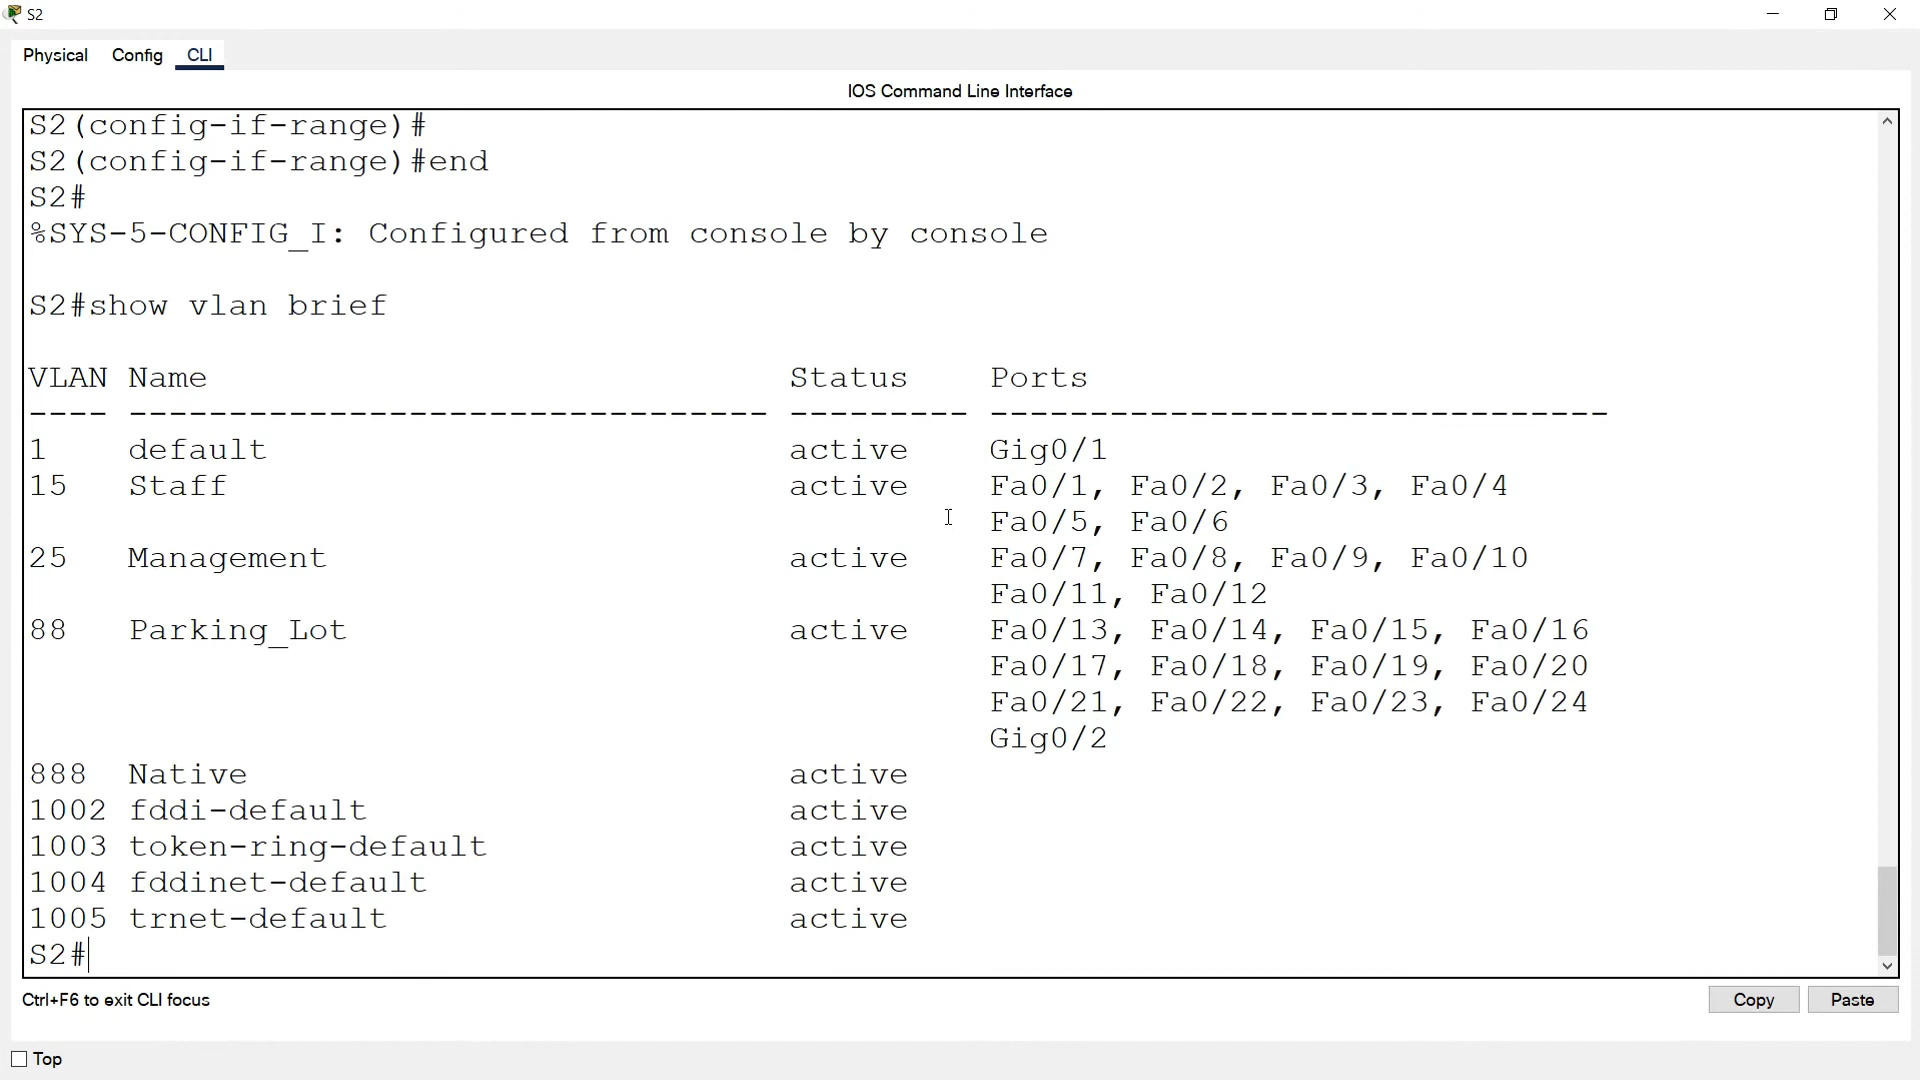 S2
Physical Config CLI
IOS Command Line Interface
S2(config-if-range)#
S2(config-if-range)#end
S2#
%SYS-5-CONFIG_I: Configured from console by console
S2#show vlan brief
VLAN Name                             Status    Ports
---- -------------------------------- --------- -------------------------------
1    default                          active    Gig0/1
15   Staff                            active    Fa0/1, Fa0/2, Fa0/3, Fa0/4
                                                Fa0/5, Fa0/6
25   Management                       active    Fa0/7, Fa0/8, Fa0/9, Fa0/10
                                                Fa0/11, Fa0/12
88   Parking_Lot                      active    Fa0/13, Fa0/14, Fa0/15, Fa0/16
                                                Fa0/17, Fa0/18, Fa0/19, Fa0/20
                                                Fa0/21, Fa0/22, Fa0/23, Fa0/24
                                                Gig0/2
888  Native                           active
1002 fddi-default                     active
1003 token-ring-default               active
1004 fddinet-default                  active
1005 trnet-default                    active
S2#
Ctrl+F6 to exit CLI focus Copy Paste
Top